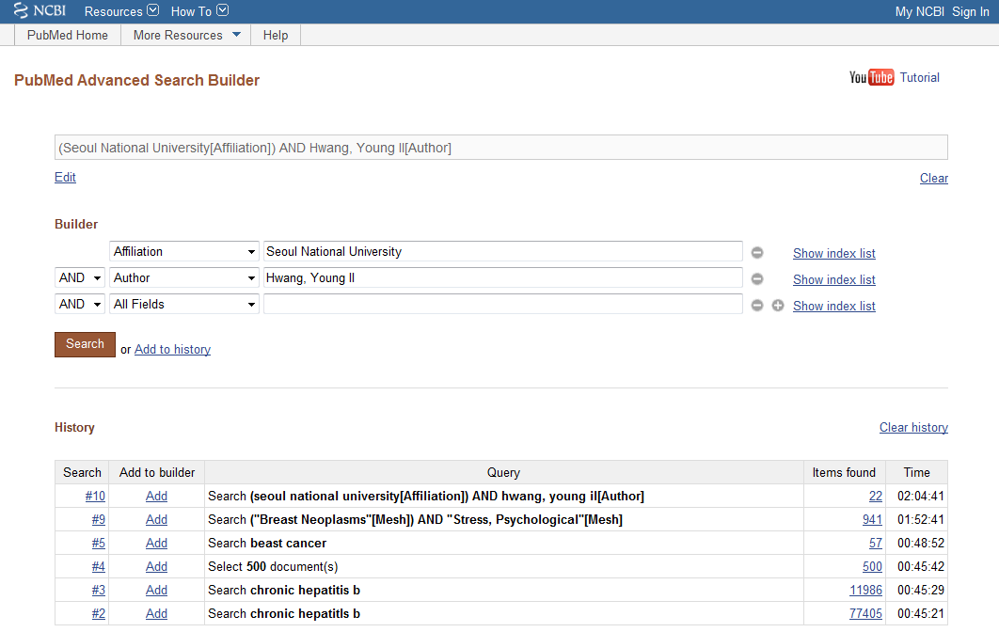 NCBI Resources How To My NCBI Sign In
PubMed Home More Resources Help
PubMed Advanced Search Builder You Tube Tutorial
(Seoul National University[Affiliation]) AND Hwang, Young Il[Author]
Edit Clear
Builder
Affiliation Seoul National University Show index list
AND Author Hwang, Young Il Show index list
AND All Fields Show index list
Search or Add to history
History Clear history
Search Add to builder Query Items found Time
#10 Add Search (seoul national university[Affiliation]) AND hwang, young il[Author] 22 02:04:41
#9 Add Search ("Breast Neoplasms"[Mesh]) AND "Stress, Psychological"[Mesh] 941 01:52:41
#5 Add Search beast cancer 57 00:48:52
#4 Add Select 500 document(s) 500 00:45:42
#3 Add Search chronic hepatitis b 11986 00:45:29
#2 Add Search chronic hepatitis b 77405 00:45:21